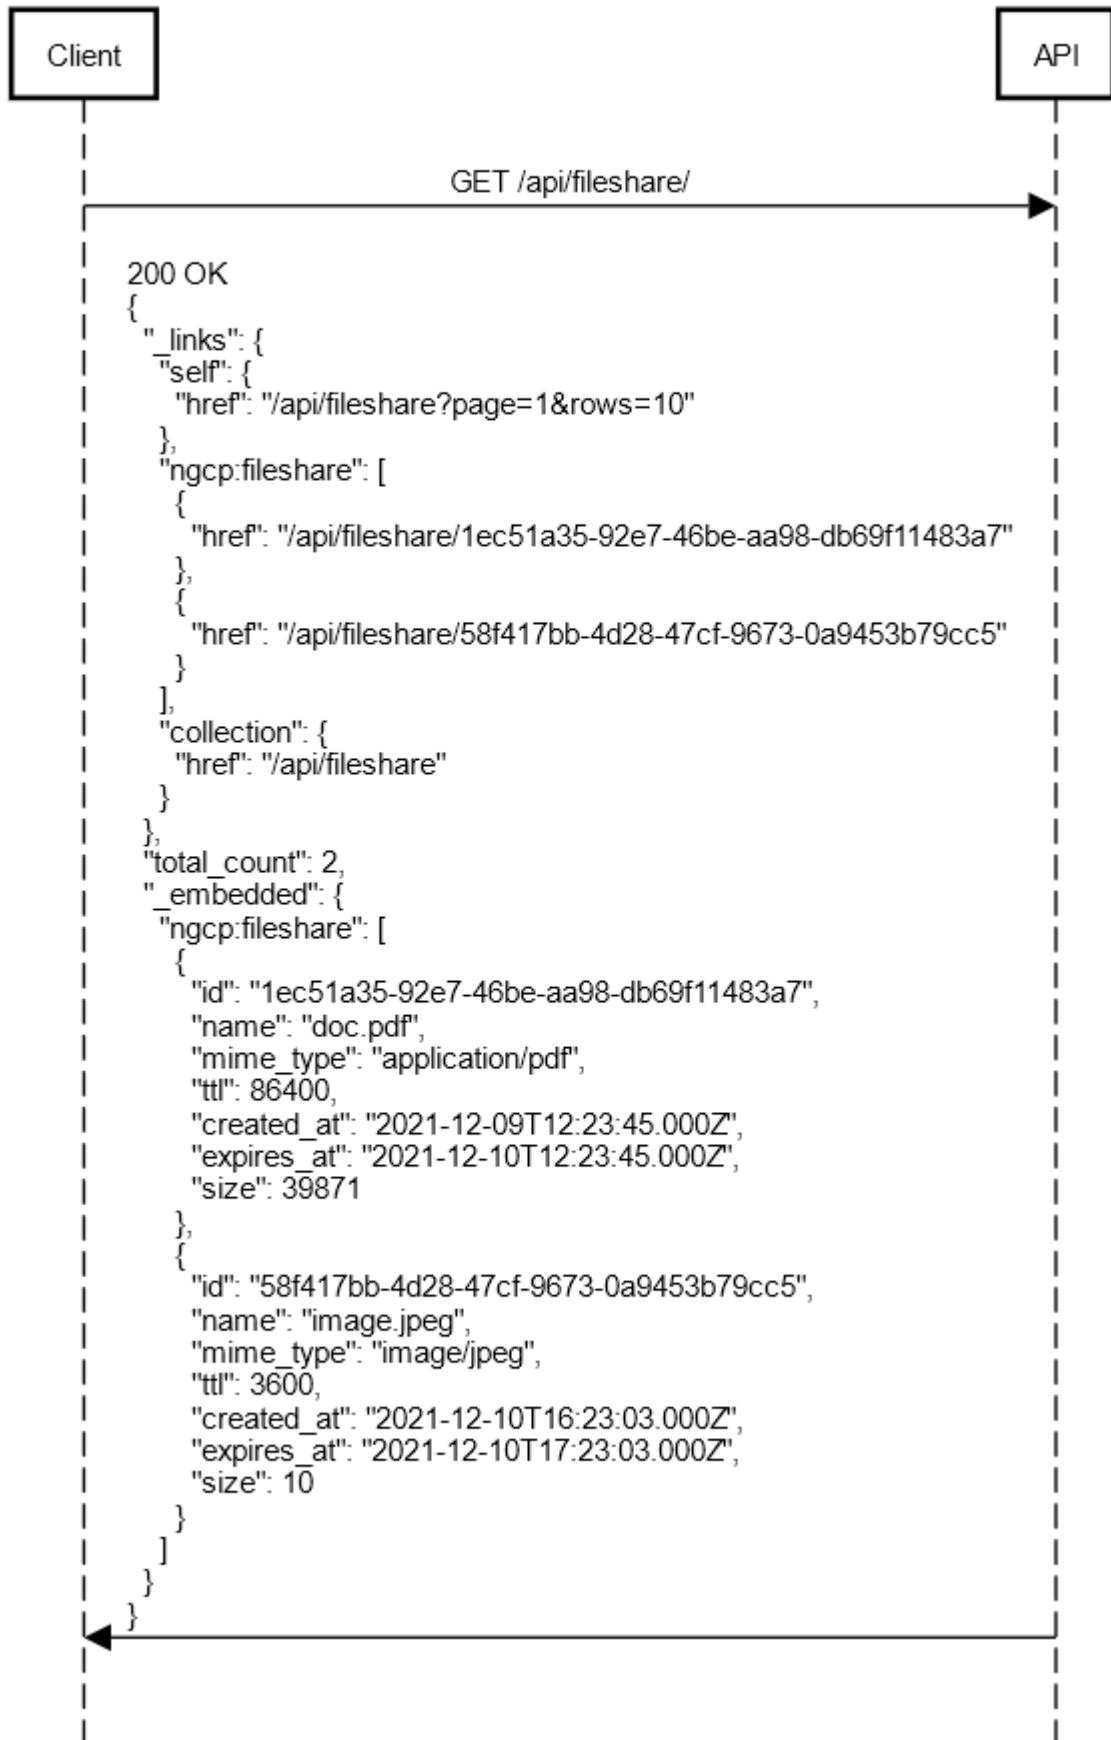 Client
API
GET /api/fileshare/
200 OK
{
"_links": {
"self": {
"href": "/api/fileshare?page=1&rows=10"
},
"ngcp:fileshare": [
{
"href": "/api/fileshare/1ec51a35-92e7-46be-aa98-db69f11483a7"
},
{
"href": "/api/fileshare/58f417bb-4d28-47cf-9673-0a9453b79cc5"
}
],
"collection": {
"href": "/api/fileshare"
}
},
"total_count": 2,
"_embedded": {
"ngcp:fileshare": [
{
"id": "1ec51a35-92e7-46be-aa98-db69f11483a7",
"name": "doc.pdf",
"mime_type": "application/pdf",
"ttl": 86400,
"created_at": "2021-12-09T12:23:45.000Z",
"expires_at": "2021-12-10T12:23:45.000Z",
"size": 39871
},
{
"id": "58f417bb-4d28-47cf-9673-0a9453b79cc5",
"name": "image.jpeg",
"mime_type": "image/jpeg",
"ttl": 3600,
"created_at": "2021-12-10T16:23:03.000Z",
"expires_at": "2021-12-10T17:23:03.000Z",
"size": 10
}
]
}
}